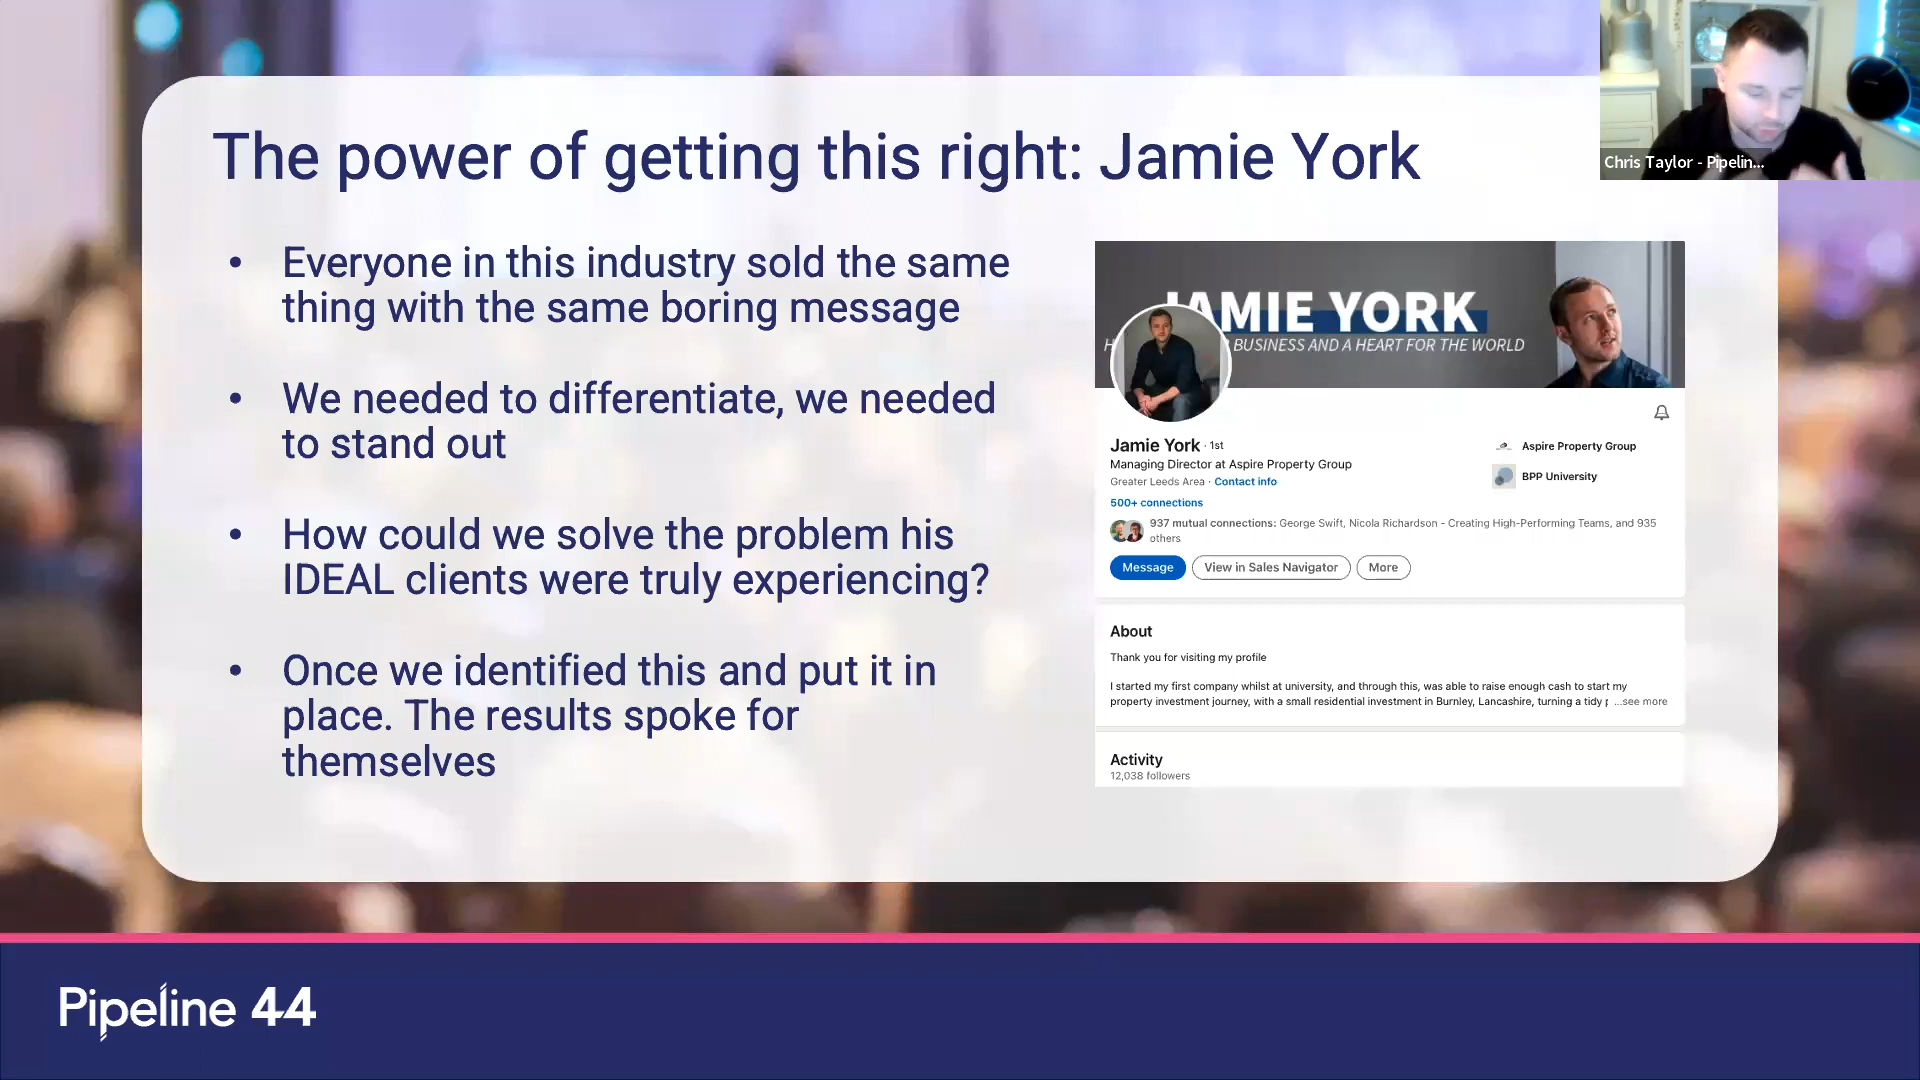 The power of getting this right: Jamie York
Chris Taylor - Pipelin...
• Everyone in this industry sold the same
thing with the same boring message
• We needed to differentiate, we needed
to stand out
• How could we solve the problem his
IDEAL clients were truly experiencing?
• Once we identified this and put it in
place. The results spoke for
themselves
JAMIE YORK
BUSINESS AND A HEART FOR THE WORLD
Jamie York · 1st
Managing Director at Aspire Property Group
Greater Leeds Area · Contact info
500+ connections
937 mutual connections: George Swift, Nicola Richardson - Creating High-Performing Teams, and 935
others
Message
View in Sales Navigator
More
Aspire Property Group
BPP University
About
Thank you for visiting my profile
I started my first company whilst at university, and through this, was able to raise enough cash to start my
property investment journey, with a small residential investment in Burnley, Lancashire, turning a tidy ...see more
Activity
12,038 followers
Pipeline 44